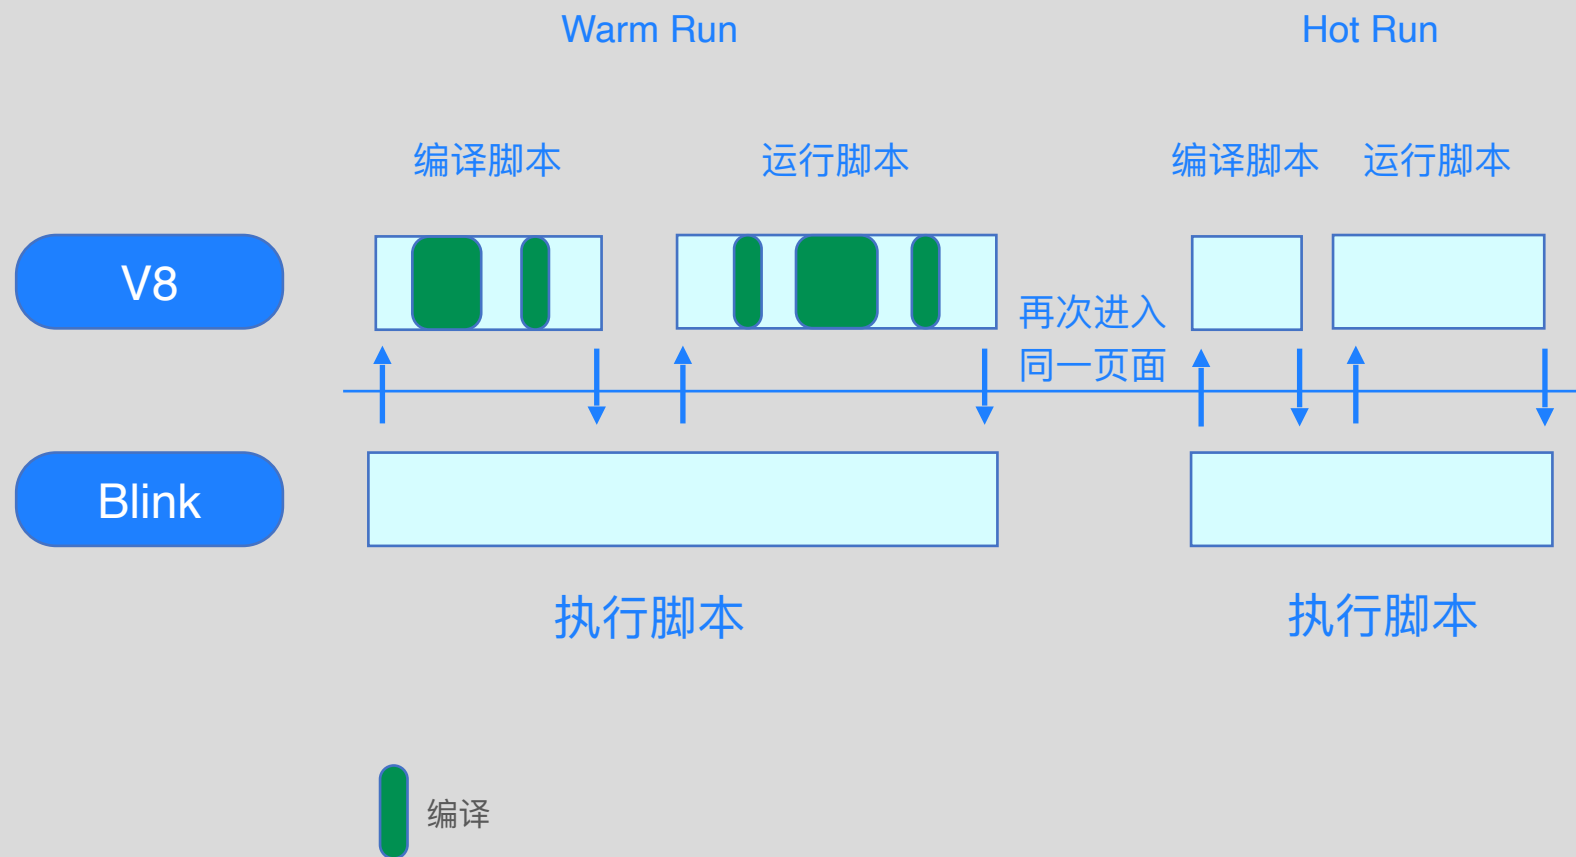 Warm Run
Hot Run
编译脚本
运行脚本
编译脚本
运行脚本
V8
再次进入
同一页面
Blink
执行脚本
执行脚本
编译